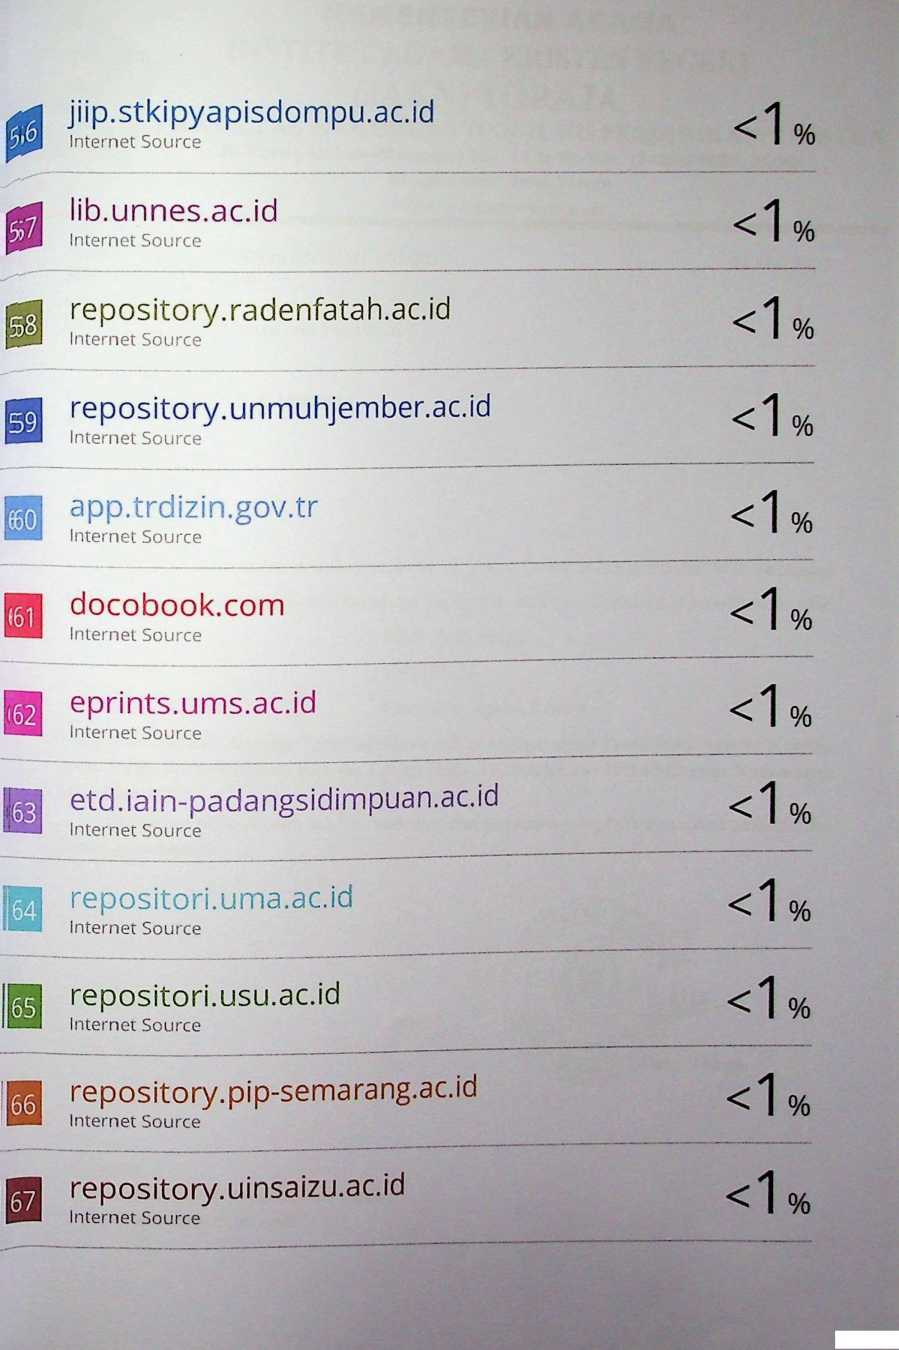 56
jiip.stkipyapisdompu.ac.id
Internet Source
<1 %
57
lib.unnes.ac.id
Internet Source
<1 %
58
repository.radenfatah.ac.id
Internet Source
<1 %
59
repository.unmuhjember.ac.id
Internet Source
<1 %
60
app.trdizin.gov.tr
Internet Source
<1 %
61
docobook.com
Internet Source
<1 %
62
eprints.ums.ac.id
Internet Source
<1 %
63
etd.iain-padangsidimpuan.ac.id
Internet Source
<1 %
64
repositori.uma.ac.id
Internet Source
<1 %
65
repositori.usu.ac.id
Internet Source
<1 %
66
repository.pip-semarang.ac.id
Internet Source
<1 %
67
repository.uinsaizu.ac.id
Internet Source
<1 %